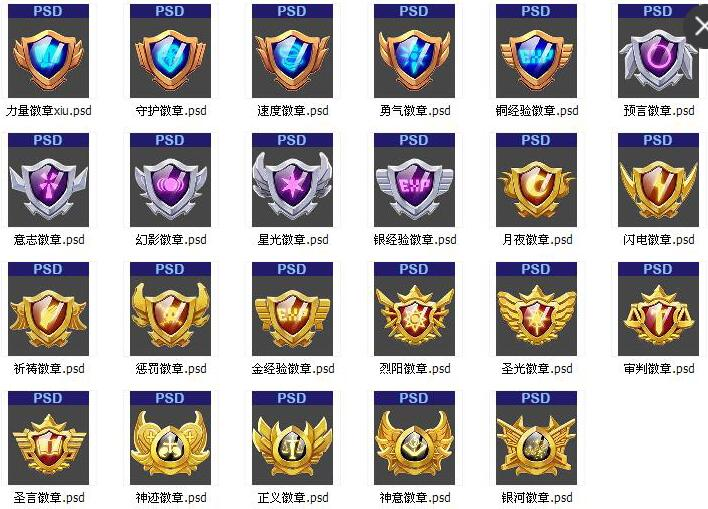 PSD PSD PSD PSD PSD PSD
力量徽章xiu.psd 守护徽章.psd 速度徽章.psd 勇气徽章.psd 铜经验徽章.psd 预言徽章.psd
PSD PSD PSD PSD PSD PSD
EXP
意志徽章.psd 幻影徽章.psd 星光徽章.psd 银经验徽章.psd 月夜徽章.psd 闪电徽章.psd
PSD PSD PSD PSD PSD PSD
EXP
祈祷徽章.psd 惩罚徽章.psd 金经验徽章.psd 烈阳徽章.psd 圣光徽章.psd 审判徽章.psd
PSD PSD PSD PSD PSD
圣言徽章.psd 神迹徽章.psd 正义徽章.psd 神意徽章.psd 银河徽章.psd